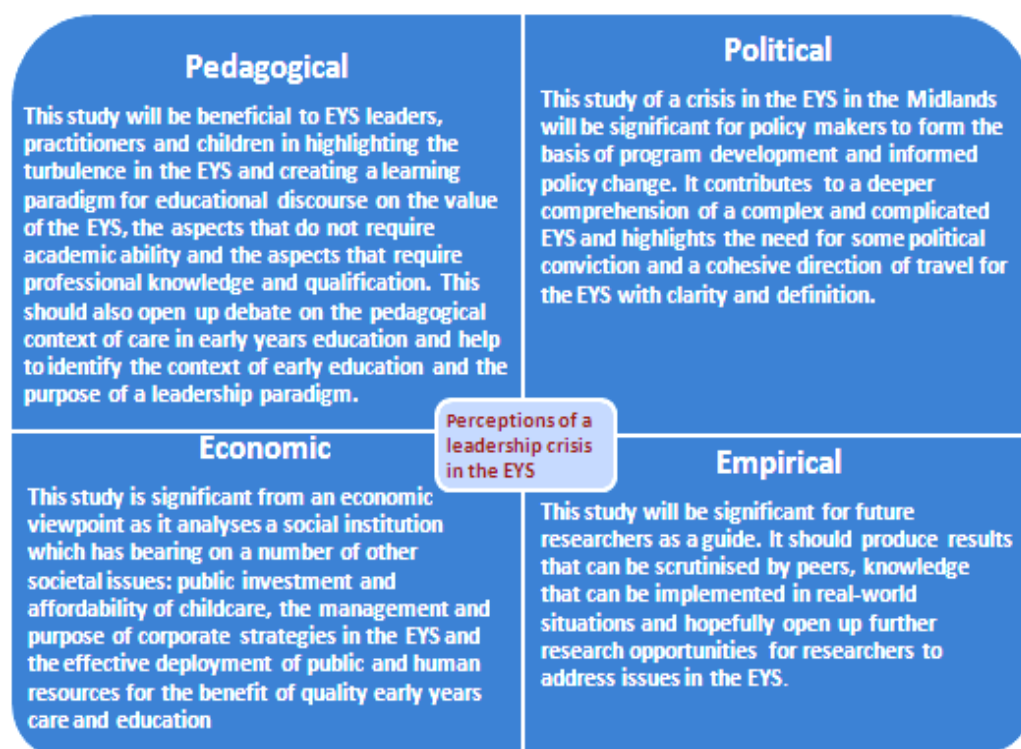 Pedagogical
This study will be beneficial to EYS leaders,
practitioners and children in highlighting the
turbulence in the EYS and creating a learning
paradigm for educational discourse on the value
of the EYS, the aspects that do not require
academic ability and the aspects that require
professional knowledge and qualification. This
should also open up debate on the pedagogical
context of care in early years education and help
to identify the context of early education and the
purpose of a leadership paradigm.
Political
This study of a crisis in the EYS in the Midlands
will be significant for policy makers to form the
basis of program development and informed
policy change. It contributes to a deeper
comprehension of a complex and complicated
EYS and highlights the need for some political
conviction and a cohesive direction of travel for
the EYS with clarity and definition.
Perceptions of a
leadership crisis
in the EYS
Economic
This study is significant from an economic
viewpoint as it analyses a social institution
which has bearing on a number of other
societal issues: public investment and
affordability of childcare, the management and
purpose of corporate strategies in the EYS and
the effective deployment of public and human
resources for the benefit of quality early years
care and education
Empirical
This study will be significant for future
researchers as a guide. It should produce results
that can be scrutinised by peers, knowledge
that can be implemented in real-world
situations and hopefully open up further
research opportunities for researchers to
address issues in the EYS.